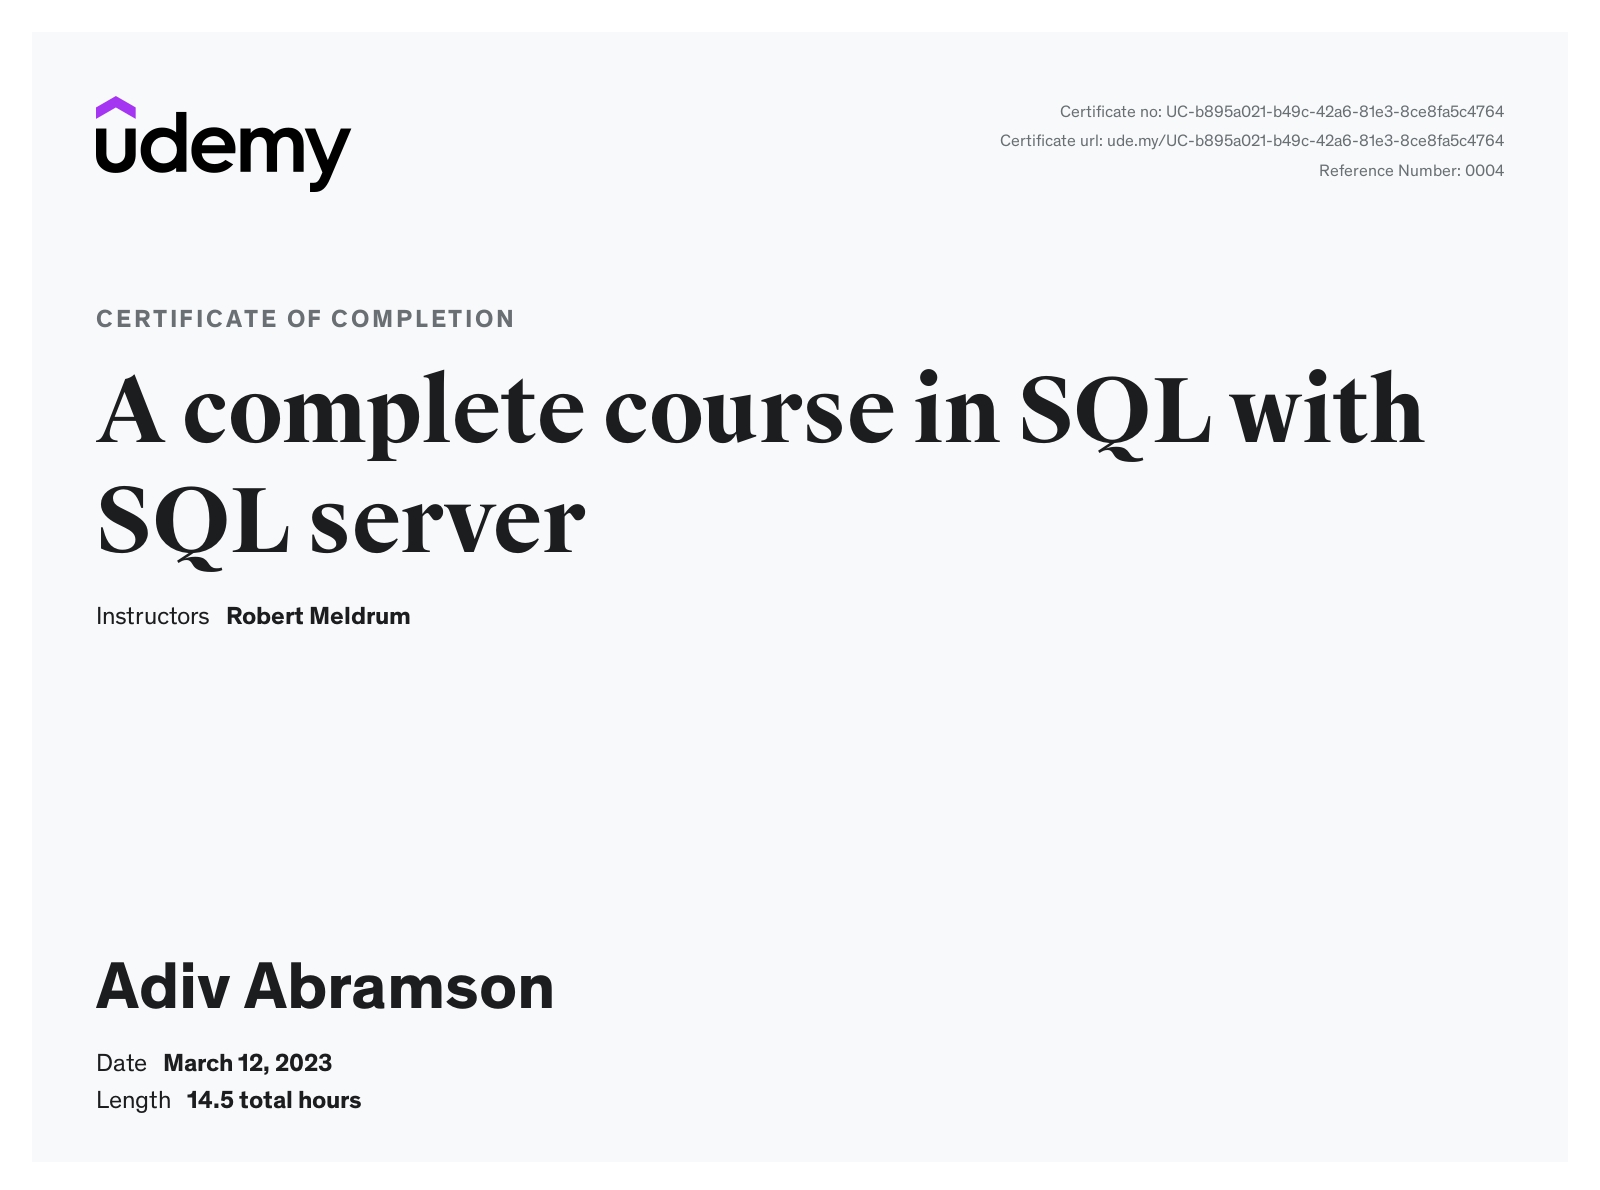 udemy
Certificate no: UC-b895a021-b49c-42a6-81e3-8ce8fa5c4764
Certificate url: ude.my/UC-b895a021-b49c-42a6-81e3-8ce8fa5c4764
Reference Number: 0004
CERTIFICATE OF COMPLETION
A complete course in SQL with
SQL server
Instructors Robert Meldrum
Adiv Abramson
Date March 12, 2023
Length 14.5 total hours